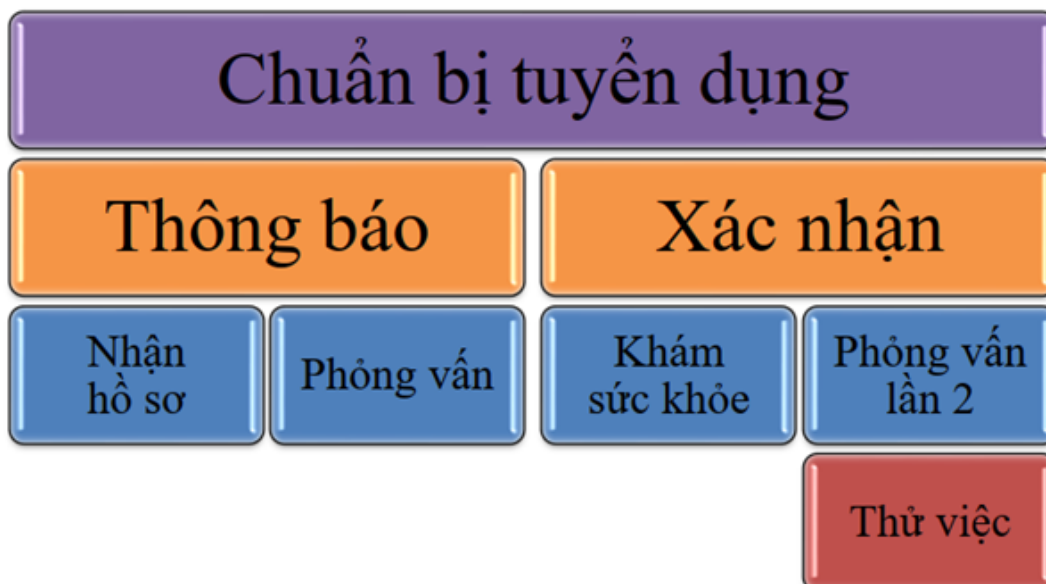 Chuẩn bị tuyển dụng
Thông báo
Xác nhận
Nhận
hồ sơ
Phỏng vấn
Khám
sức khỏe
Phỏng vấn
lần 2
Thử việc